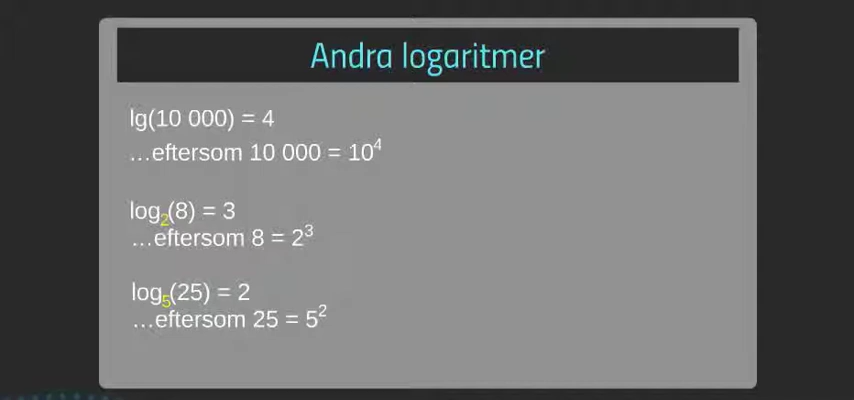 Andra logaritmer
lg(10 000) = 4
…eftersom 10 000 = 10⁴
log₂(8) = 3
…eftersom 8 = 2³
log₅(25) = 2
…eftersom 25 = 5²